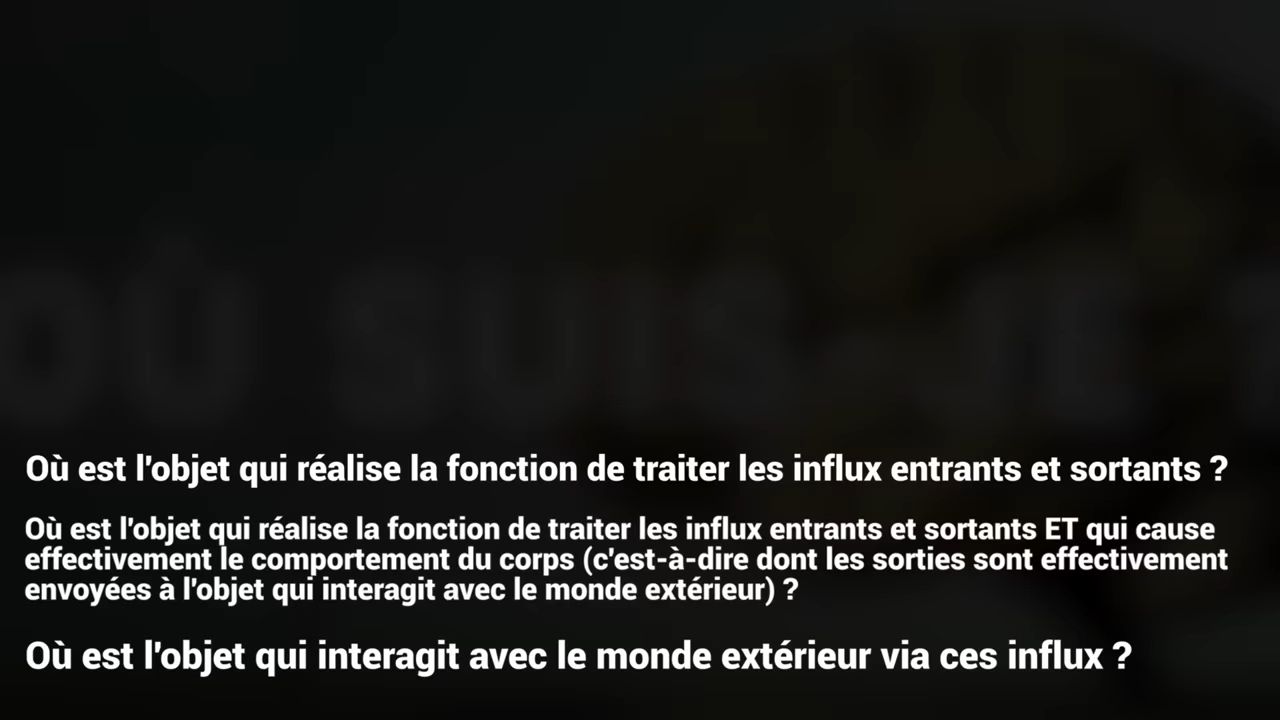 OÙ SUIS-JE ?
Où est l'objet qui réalise la fonction de traiter les influx entrants et sortants ?
Où est l'objet qui réalise la fonction de traiter les influx entrants et sortants ET qui cause
effectivement le comportement du corps (c'est-à-dire dont les sorties sont effectivement
envoyées à l'objet qui interagit avec le monde extérieur) ?
Où est l'objet qui interagit avec le monde extérieur via ces influx ?